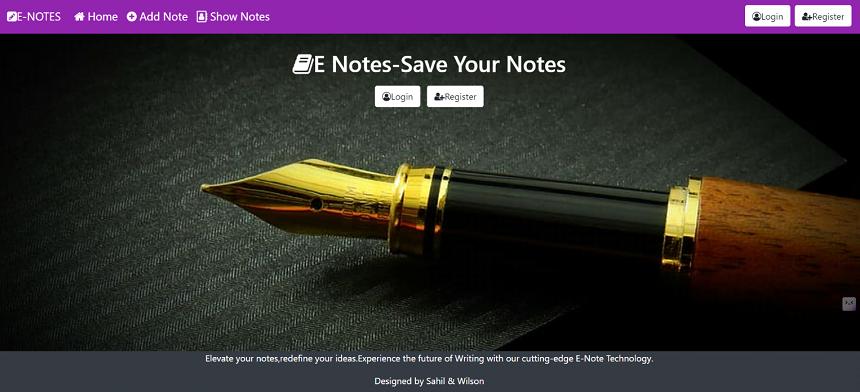 E-NOTES Home Add Note Show Notes Login Register
E Notes-Save Your Notes
Login Register
Elevate your notes,redefine your ideas.Experience the future of Writing with our cutting-edge E-Note Technology.
Designed by Sahil & Wilson